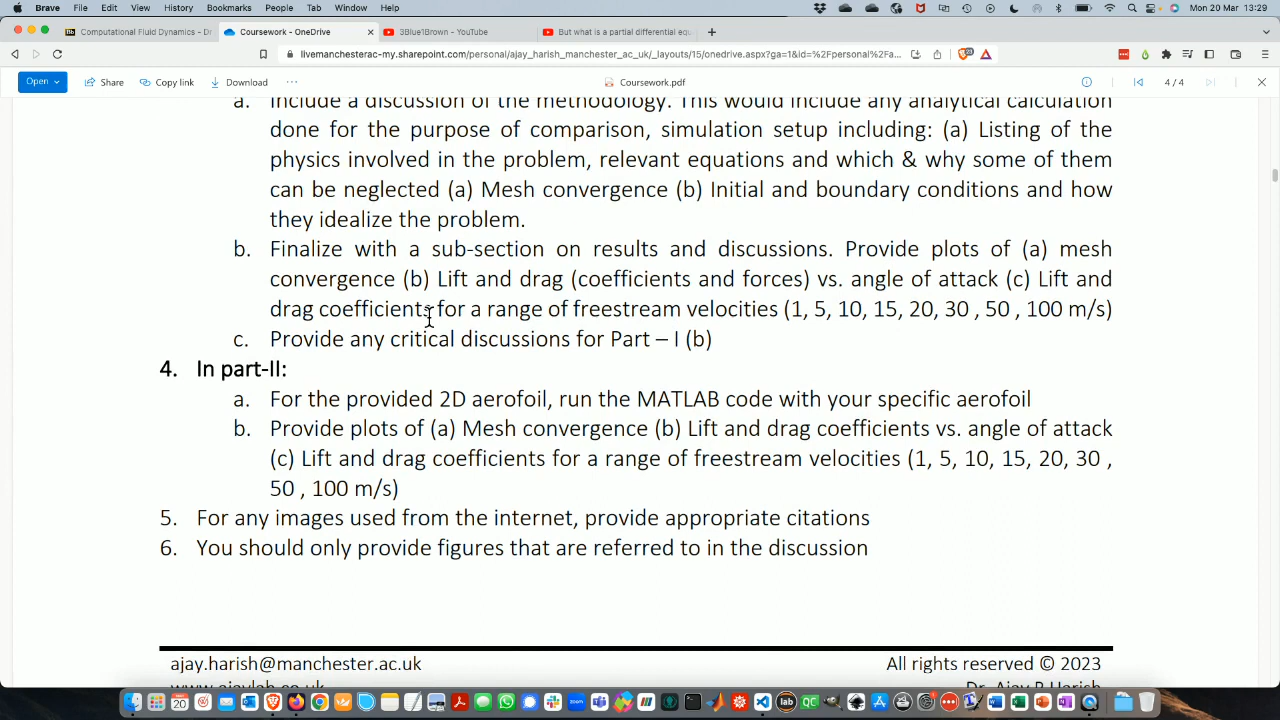 Brave File Edit View History Bookmarks People Tab Window Help Mon 20 Mar 13:29
Computational Fluid Dynamics – Dr Coursework - OneDrive 3Blue1Brown - YouTube But what is a partial differential equ
livemanchesterac-my.sharepoint.com/personal/ajay_harish_manchester_ac_uk/_layouts/15/onedrive.aspx?ga=1&id=%2Fpersonal%2Fa...
Open Share Copy link Download ... Coursework.pdf 4/4
a. Include a discussion of the methodology. This would include any analytical calculation
done for the purpose of comparison, simulation setup including: (a) Listing of the
physics involved in the problem, relevant equations and which & why some of them
can be neglected (a) Mesh convergence (b) Initial and boundary conditions and how
they idealize the problem.
b. Finalize with a sub-section on results and discussions. Provide plots of (a) mesh
convergence (b) Lift and drag (coefficients and forces) vs. angle of attack (c) Lift and
drag coefficients for a range of freestream velocities (1, 5, 10, 15, 20, 30 , 50 , 100 m/s)
c. Provide any critical discussions for Part – I (b)
4. In part-II:
a. For the provided 2D aerofoil, run the MATLAB code with your specific aerofoil
b. Provide plots of (a) Mesh convergence (b) Lift and drag coefficients vs. angle of attack
(c) Lift and drag coefficients for a range of freestream velocities (1, 5, 10, 15, 20, 30 ,
50 , 100 m/s)
5. For any images used from the internet, provide appropriate citations
6. You should only provide figures that are referred to in the discussion
ajay.harish@manchester.ac.uk All rights reserved © 2023
www.ajaylab.co.uk Dr. Ajay B Harish